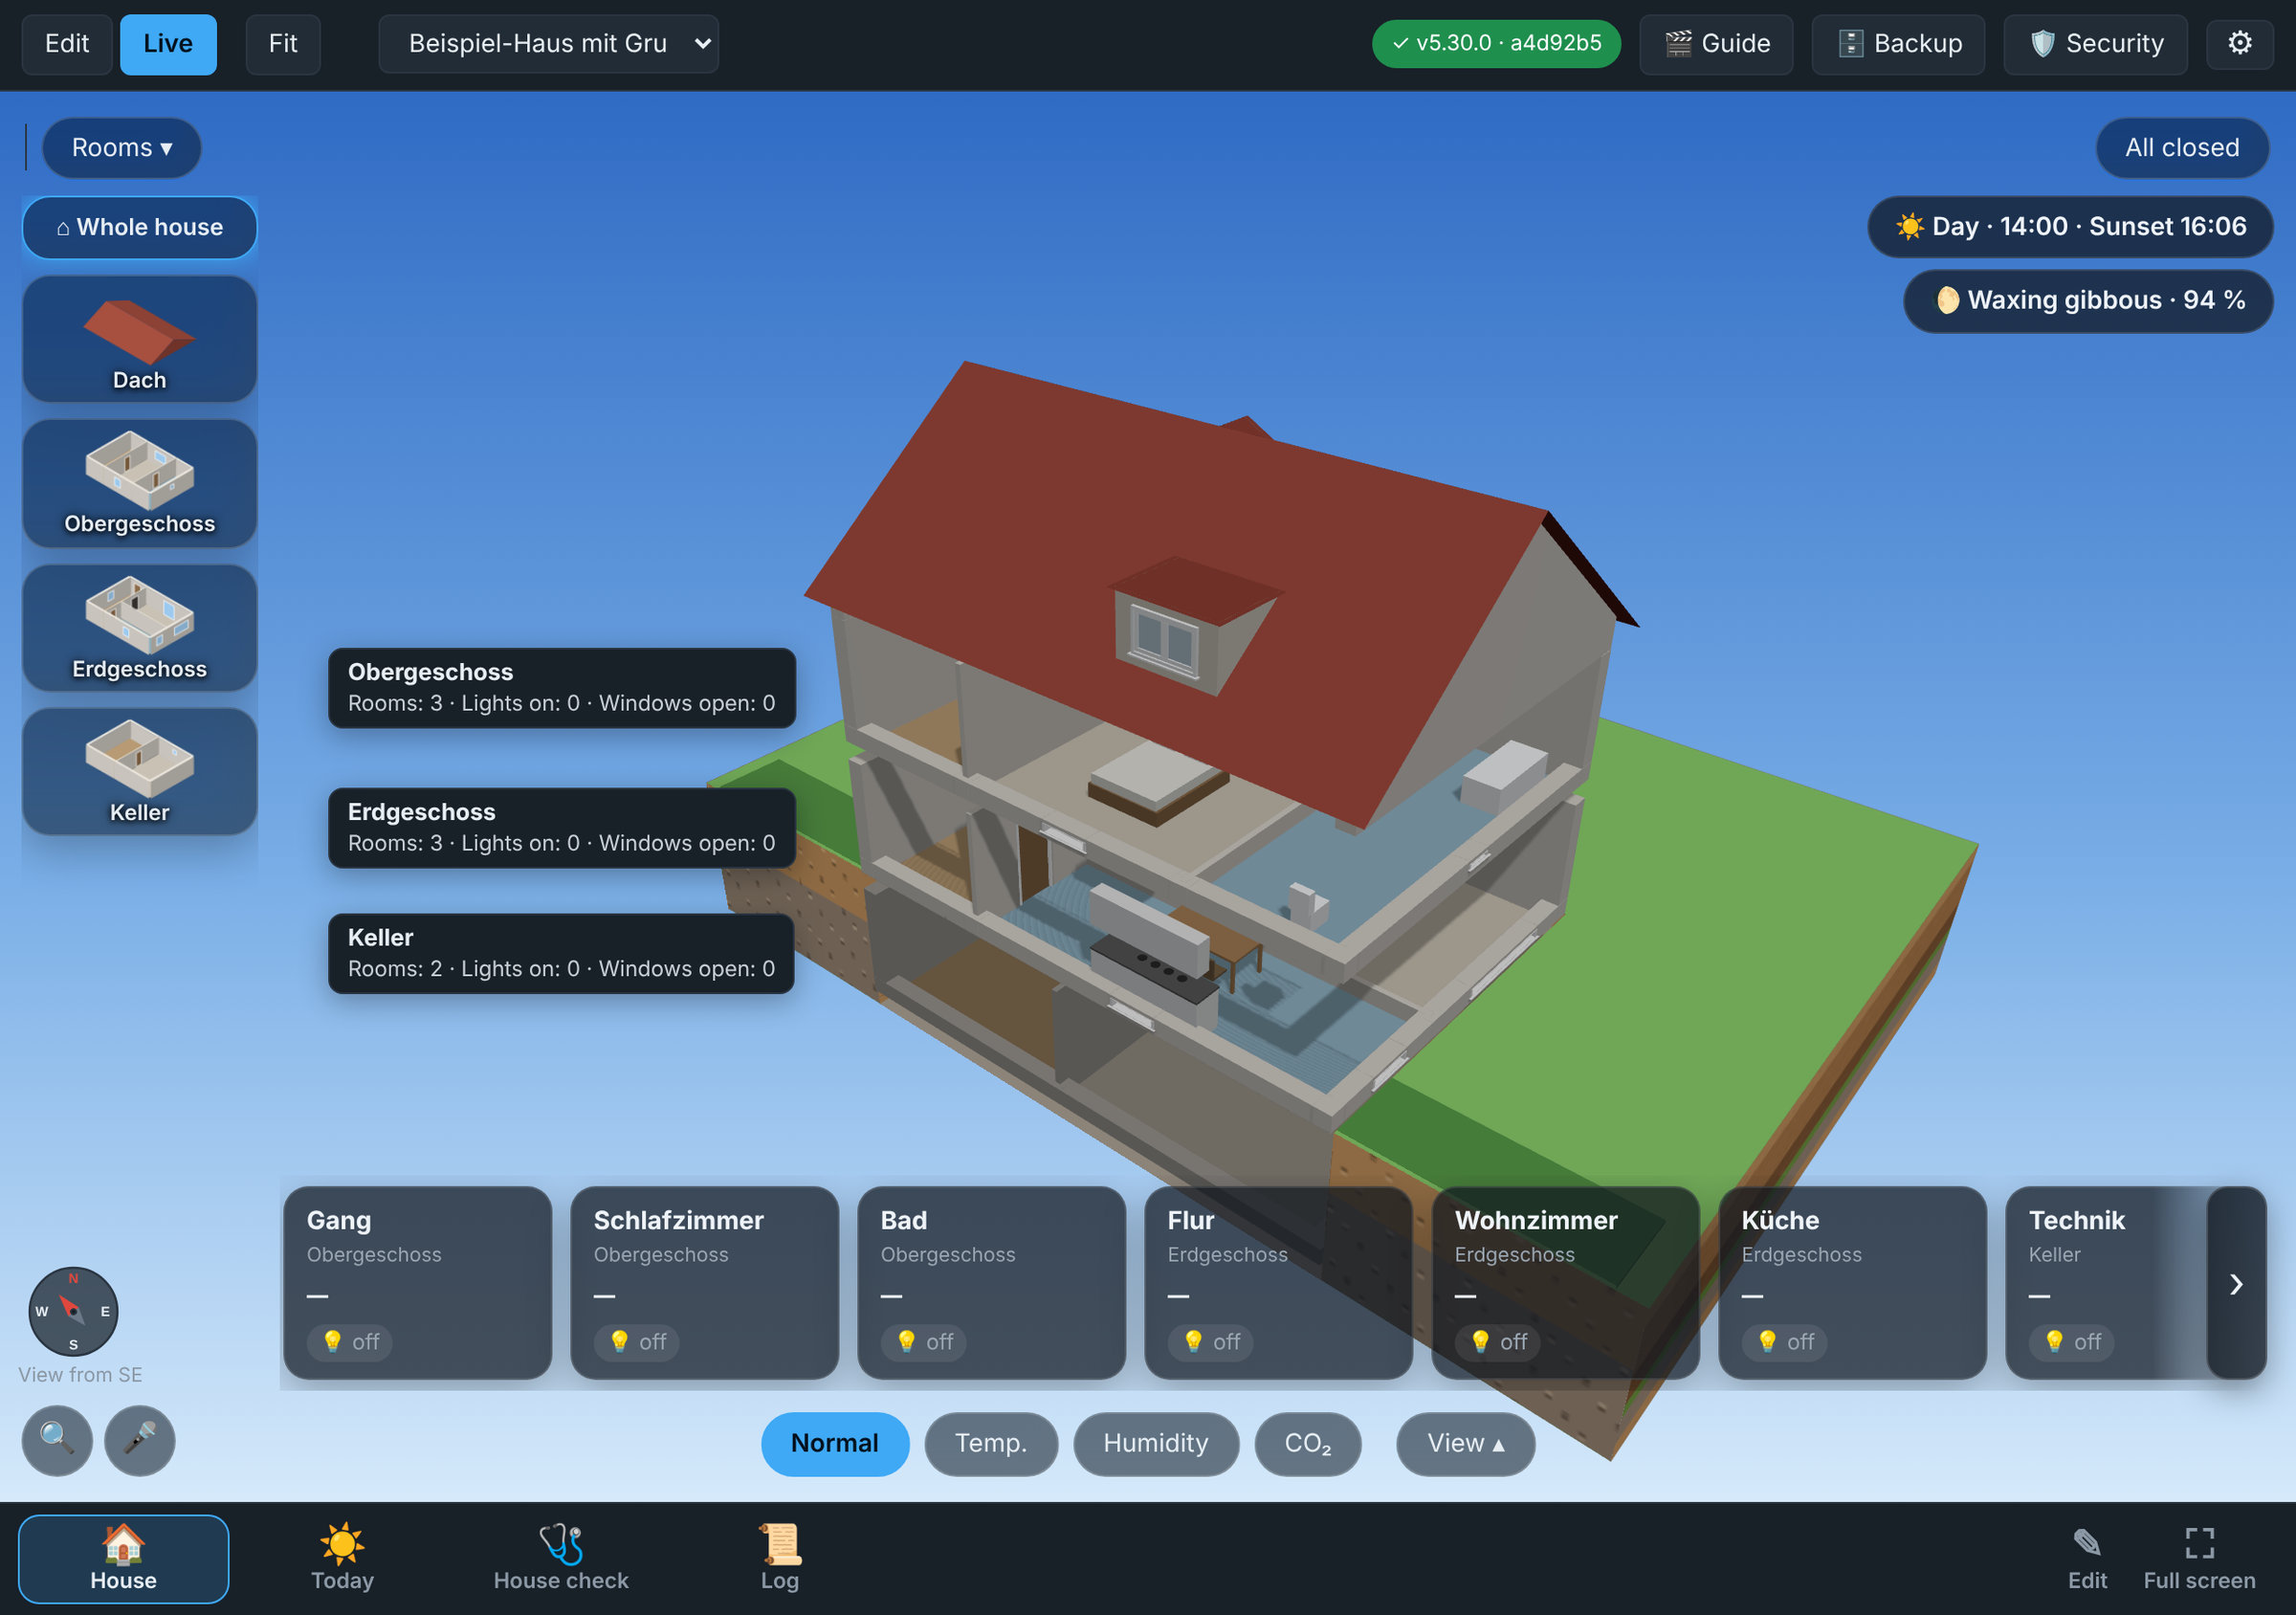 Edit Live Fit Beispiel-Haus mit Gru ✓ v5.30.0 · a4d92b5 Guide Backup Security
Rooms ▾ All closed
⌂ Whole house
Day · 14:00 · Sunset 16:06
Waxing gibbous · 94 %
Dach
Obergeschoss
Erdgeschoss
Keller
Obergeschoss
Rooms: 3 · Lights on: 0 · Windows open: 0
Erdgeschoss
Rooms: 3 · Lights on: 0 · Windows open: 0
Keller
Rooms: 2 · Lights on: 0 · Windows open: 0
Gang Schlafzimmer Bad Flur Wohnzimmer Küche Technik
Obergeschoss Obergeschoss Obergeschoss Erdgeschoss Erdgeschoss Erdgeschoss Keller
— — — — — — —
off off off off off off off
N
W E
S
View from SE
Normal Temp. Humidity CO₂ View ▴
House Today House check Log Edit Full screen